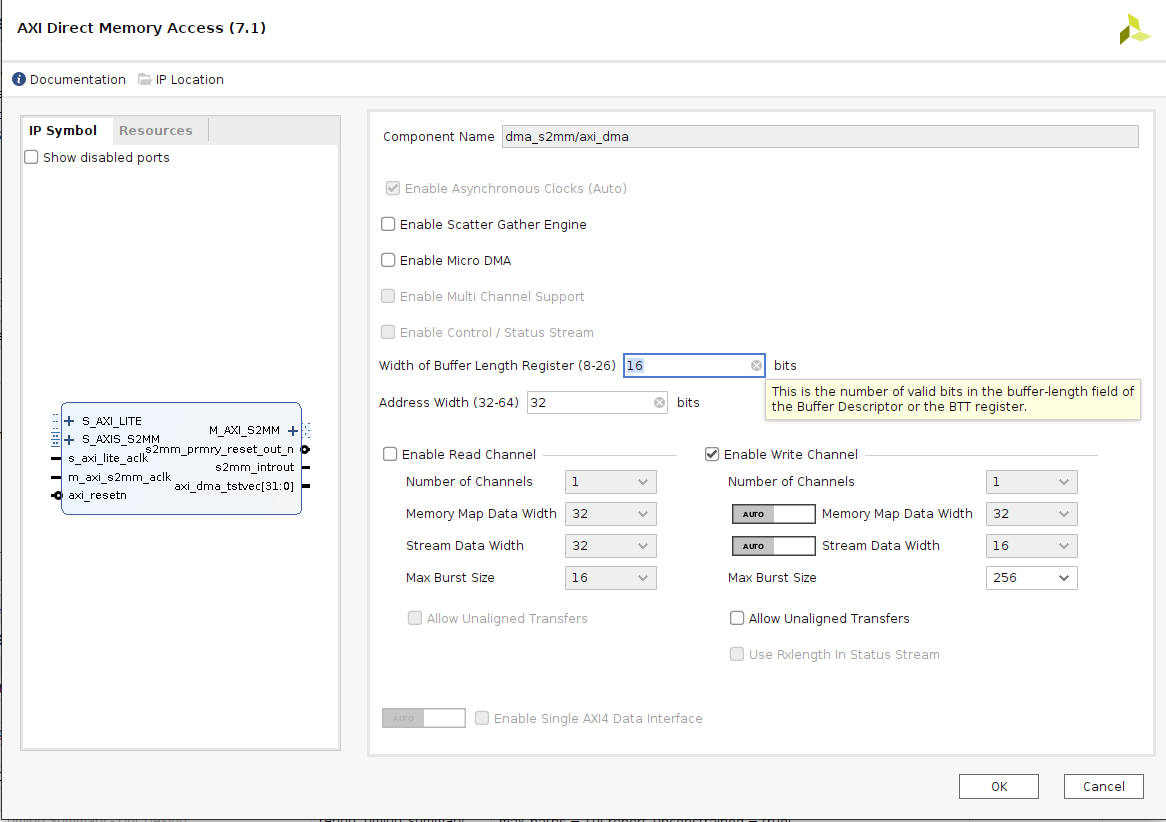 AXI Direct Memory Access (7.1)
Documentation IP Location
IP Symbol Resources
Show disabled ports
S_AXI_LITE
S_AXIS_S2MM
s_axi_lite_aclk
m_axi_s2mm_aclk
axi_resetn
M_AXI_S2MM
s2mm_prmry_reset_out_n
s2mm_introut
axi_dma_tstvec[31:0]
Component Name dma_s2mm/axi_dma
Enable Asynchronous Clocks (Auto)
Enable Scatter Gather Engine
Enable Micro DMA
Enable Multi Channel Support
Enable Control / Status Stream
Width of Buffer Length Register (8-26) 16 bits
This is the number of valid bits in the buffer-length field of
the Buffer Descriptor or the BTT register.
Address Width (32-64) 32 bits
Enable Read Channel
Number of Channels 1
Memory Map Data Width 32
Stream Data Width 32
Max Burst Size 16
Allow Unaligned Transfers
Enable Write Channel
Number of Channels 1
AUTO Memory Map Data Width 32
AUTO Stream Data Width 16
Max Burst Size 256
Allow Unaligned Transfers
Use Rxlength In Status Stream
AUTO Enable Single AXI4 Data Interface
OK Cancel